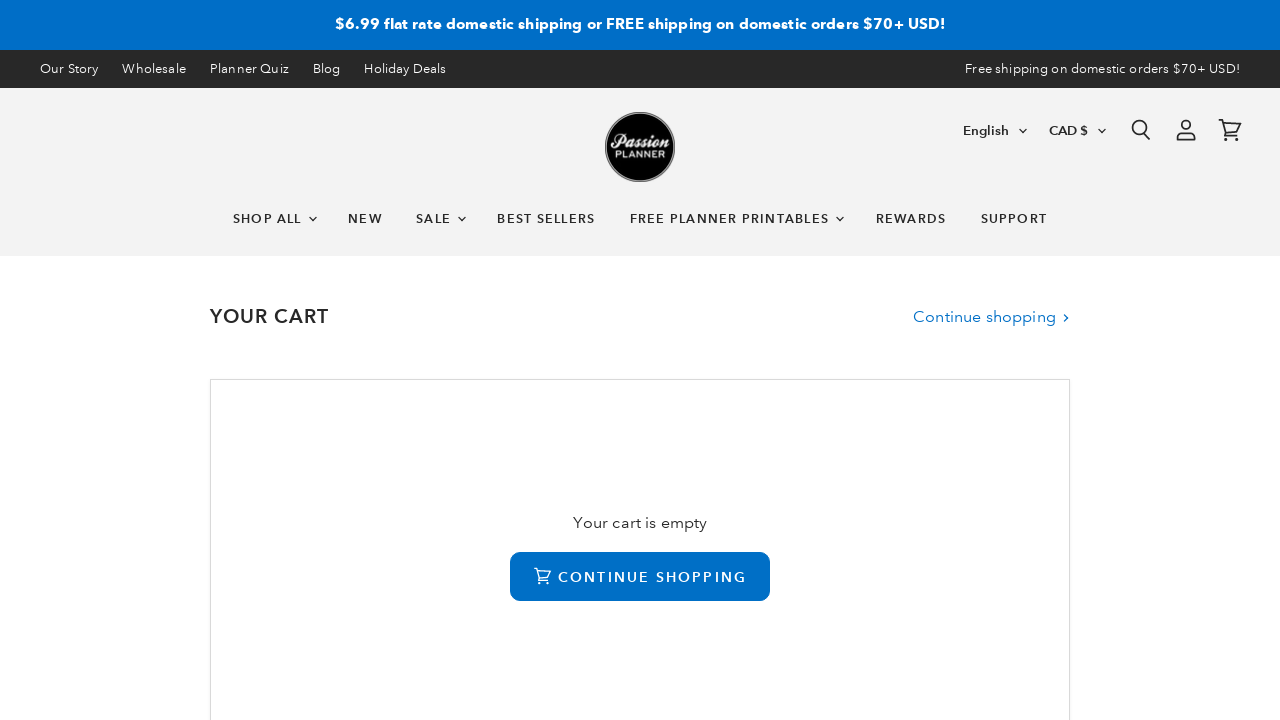 $6.99 flat rate domestic shipping or FREE shipping on domestic orders $70+ USD!
Our Story Wholesale Planner Quiz Blog Holiday Deals Free shipping on domestic orders $70+ USD!
Passion
PLANNER
English CAD $
SHOP ALL NEW SALE BEST SELLERS FREE PLANNER PRINTABLES REWARDS SUPPORT
YOUR CART Continue shopping
Your cart is empty
CONTINUE SHOPPING